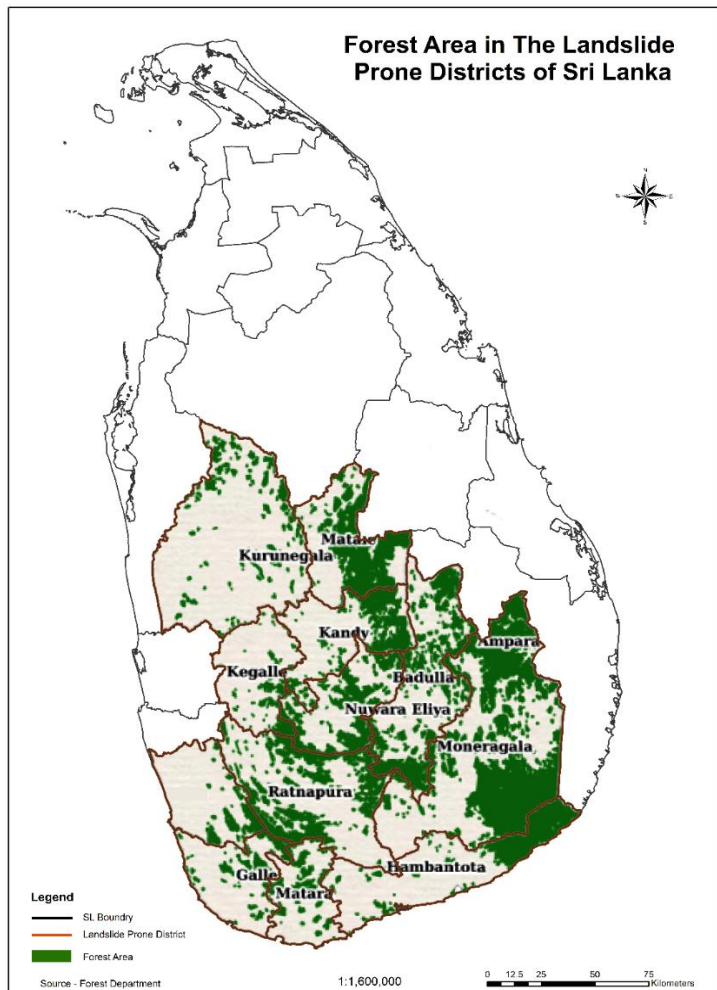 Forest Area in The Landslide
Prone Districts of Sri Lanka
N
W
E
S
Matale
Kurunegala
Kandy
Ampara
Kegalle
Badulla
Nuwara Eliya
Moneragala
Ratnapura
Hambantota
Galle
Matara
Legend
SL Boundry
Landslide Prone District
Forest Area
Source - Forest Department
1:1,600,000
0 12.5 25 50 75
Kilometers